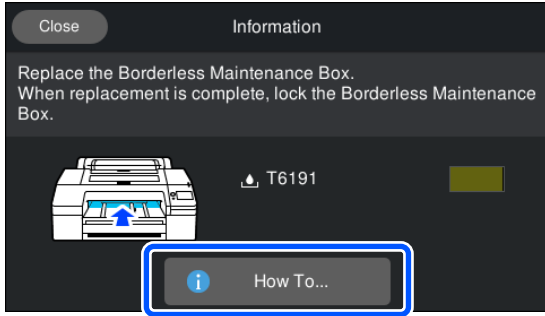 Close
Information
Replace the Borderless Maintenance Box.
When replacement is complete, lock the Borderless Maintenance
Box.
T6191
How To...